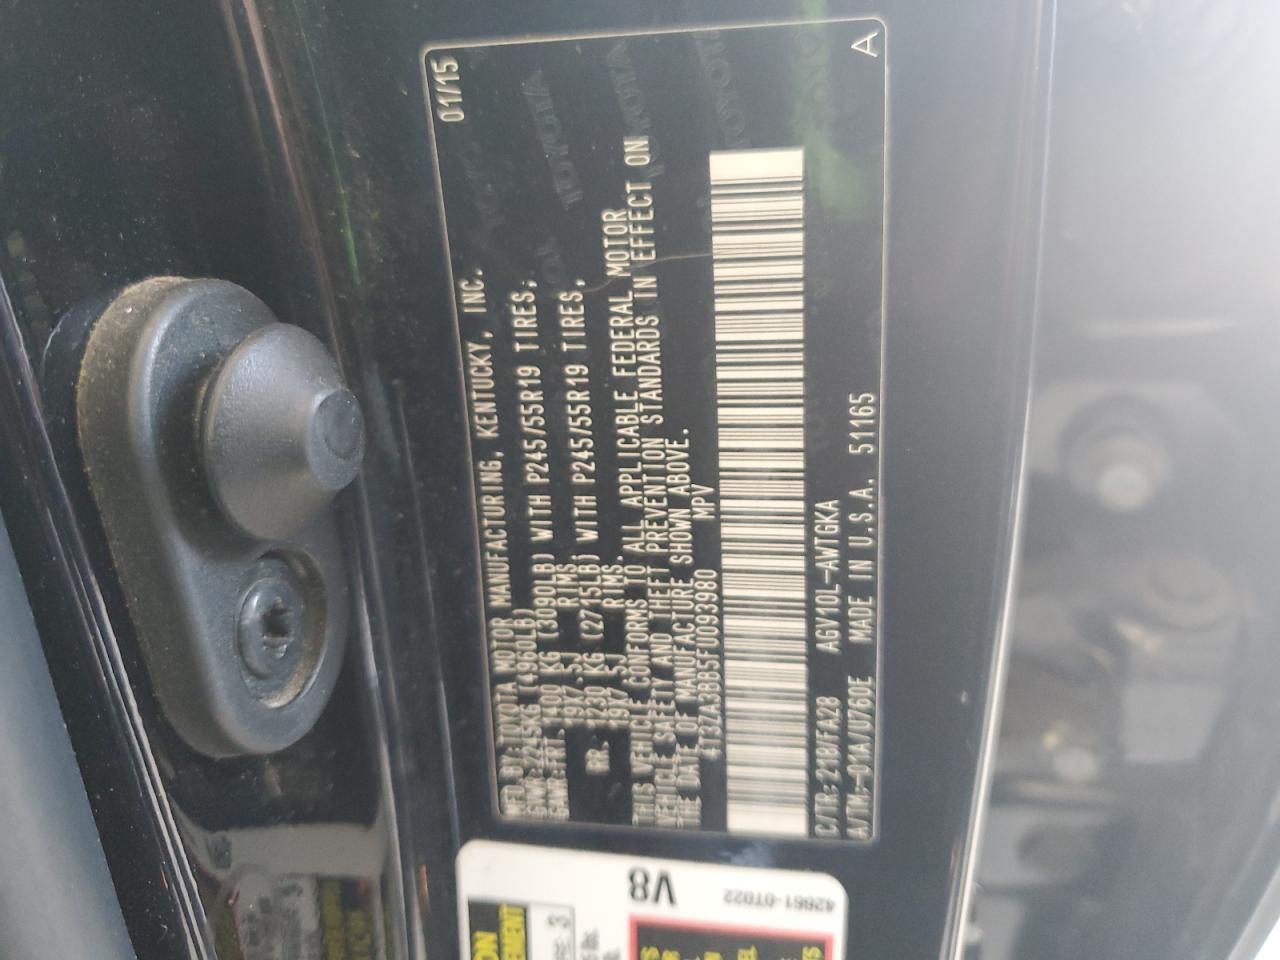 MFD. BY: TOYOTA MOTOR MANUFACTURING, KENTUCKY, INC. 01/15
GVWR: 2245KG (4960LB)
GAWR: FRT 1400 KG (3090LB) WITH P245/55R19 TIRES,
19X7.5J RIMS.
RR. 1230 KG (2715LB) WITH P245/55R19 TIRES,
19X7.5J RIMS.
THIS VEHICLE CONFORMS TO ALL APPLICABLE FEDERAL MOTOR
VEHICLE SAFETY AND THEFT PREVENTION STANDARDS IN EFFECT ON
THE DATE OF MANUFACTURE SHOWN ABOVE.
4T3ZA3BB5FU093980 MPV
C/TR: 218/FA28 AGV10L-AWTGKA
A/TM: -01A/U760E MADE IN U.S.A. 51165
A
TOYOTA
V8
42661-0T022